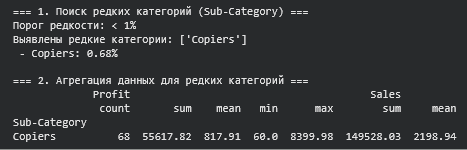 === 1. Поиск редких категорий (Sub-Category) ===
Порог редкости: < 1%
Выявлены редкие категории: ['Copiers']
 - Copiers: 0.68%

=== 2. Агрегация данных для редких категорий ===
             Profit                                     Sales
              count       sum    mean   min      max       sum     mean
Sub-Category
Copiers          68  55617.82  817.91  60.0  8399.98  149528.03  2198.94